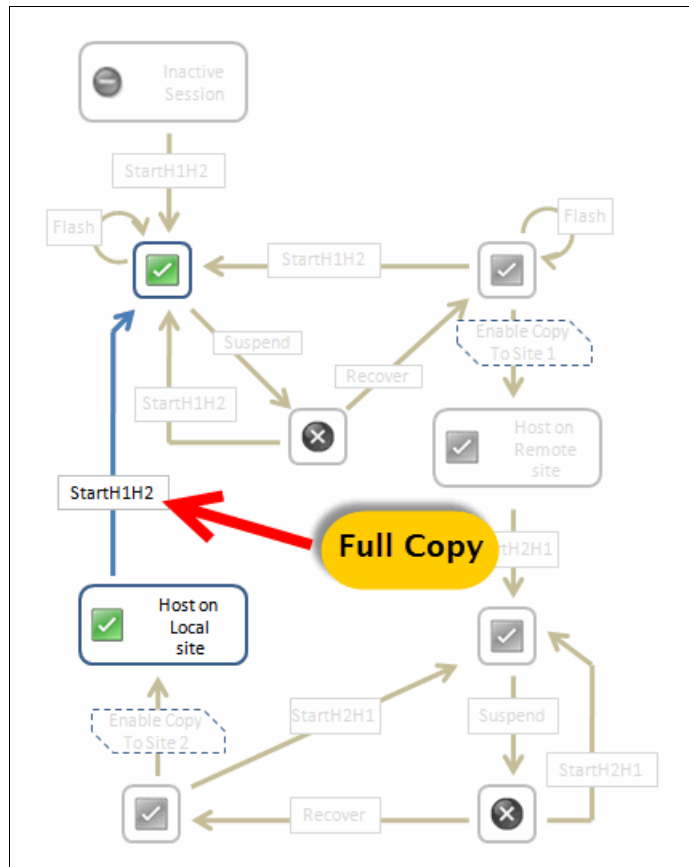 Inactive
Session
StartH1H2
Flash
Flash
StartH1H2
Enable Copy
To Site 1
Suspend
Recover
StartH1H2
Host on
Remote
site
StartH1H2
Full Copy
rtH2H1
Host on
Local
site
Enable Copy
To Site 2
StartH2H1
Suspend
StartH2H1
Recover